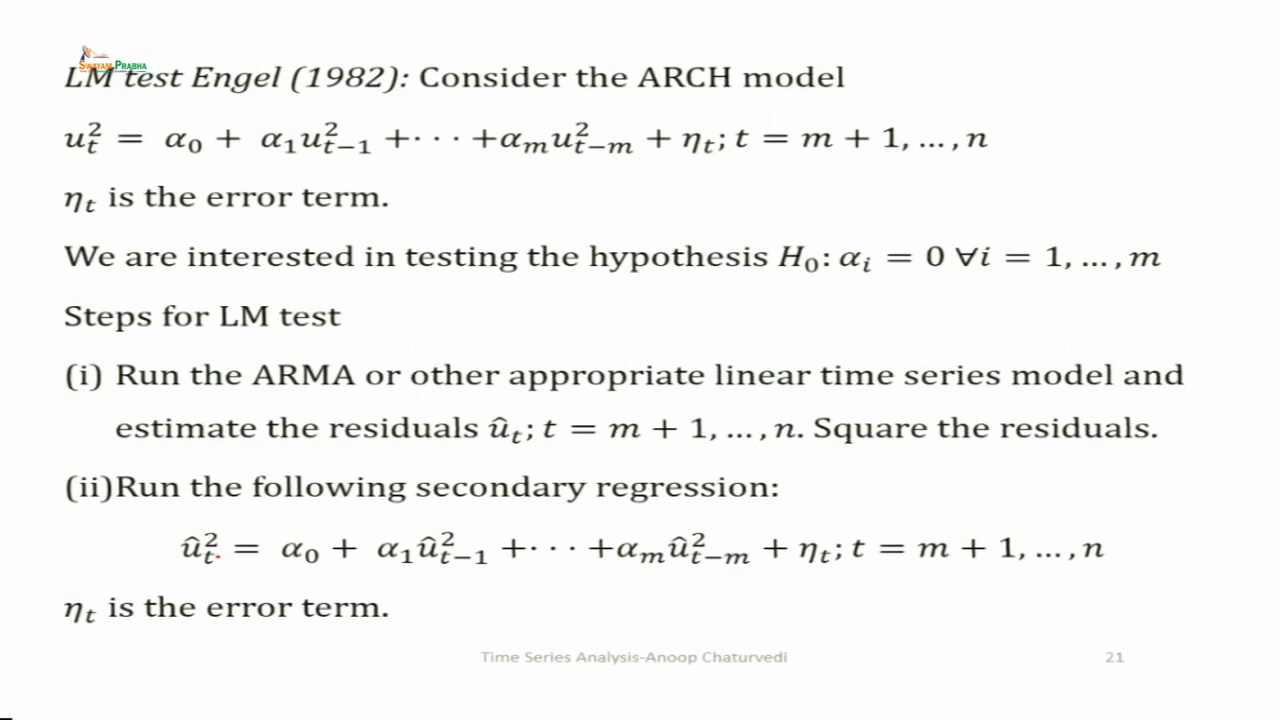 SWAYAM PRABHA
LM test Engel (1982): Consider the ARCH model
u_t^2 = α_0 + α_1u_{t−1}^2 +· · · +α_mu_{t−m}^2 + η_t; t = m + 1, … , n
η_t is the error term.
We are interested in testing the hypothesis H_0: α_i = 0 ∀i = 1, … , m
Steps for LM test
(i) Run the ARMA or other appropriate linear time series model and
estimate the residuals û_t; t = m + 1, … , n. Square the residuals.
(ii)Run the following secondary regression:
û_t^2 = α_0 + α_1û_{t−1}^2 +· · · +α_mû_{t−m}^2 + η_t; t = m + 1, … , n
η_t is the error term.
Time Series Analysis-Anoop Chaturvedi 21